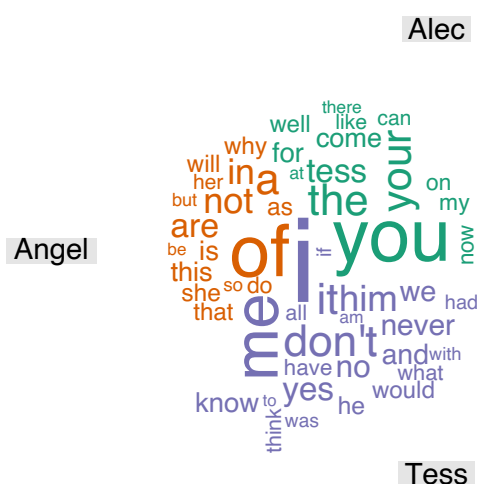 Alec
there
well like can
why for come
will in a at tess your
her on
but not as the my
are of i if you now
Angel
be is
this
she so do it him we had
that me all am never
don't and with
have no what
yes would
know to he
think was
Tess